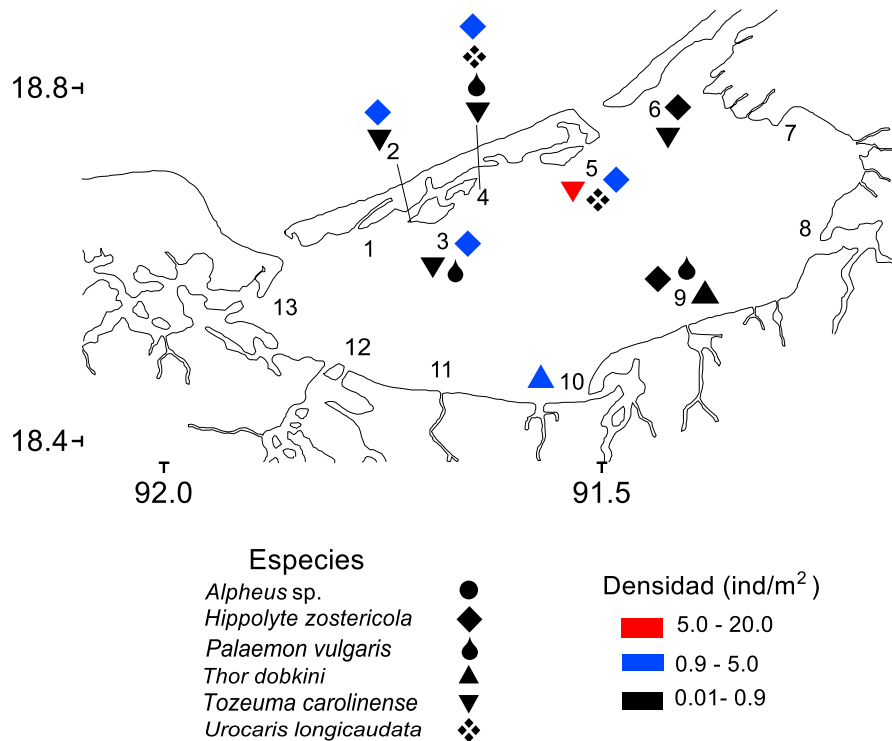 18.8
6
7
2
5
4
8
1
3
9
13
12
11
10
18.4
92.0
91.5
Especies
Alpheus sp.
Hippolyte zostericola
Palaemon vulgaris
Thor dobkini
Tozeuma carolinense
Urocaris longicaudata
Densidad (ind/m²)
5.0 - 20.0
0.9 - 5.0
0.01- 0.9